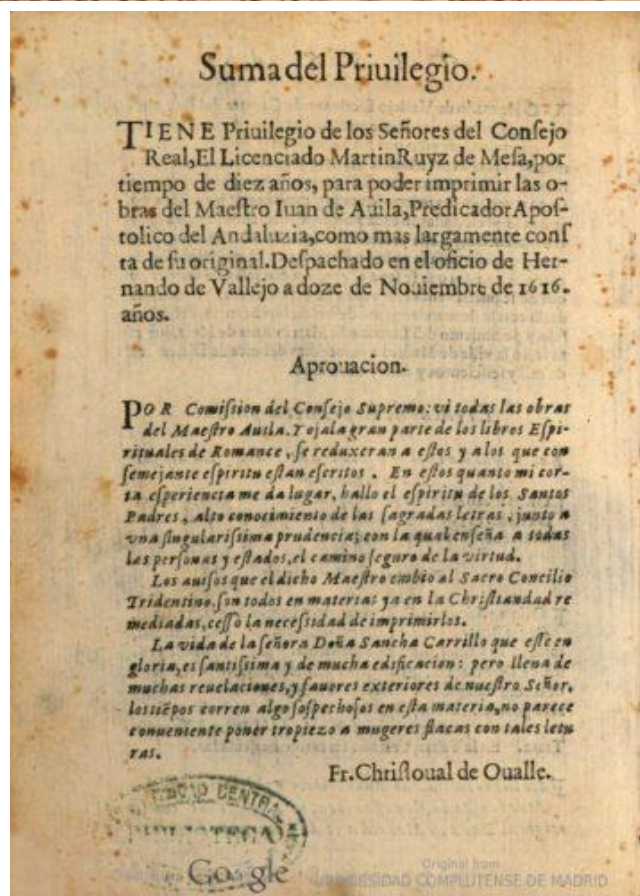 Suma del Priuilegio.
TIENE Priuilegio de los Señores del Conſejo
Real, El Licenciado Martin Ruyz de Meſa, por
tiempo de diez años, para poder imprimir las o-
bras del Maeſtro Iuan de Auila, Predicador Apoſ-
tolico del Andaluzia, como mas largamente conſ
ta de ſu original. Deſpachado en el oficio de Her-
nando de Vallejo a doze de Nouiembre de 1616.
años.
Aprouacion.
POR Comiſsion del Conſejo Supremo: vi todas las obras
del Maeſtro Auila. Y ojala gran parte de los libros Eſpi-
rituales de Romance, ſe reduxeran a eſtos y a los que con
ſemejante eſpiritu eſtan eſcritos. En eſtos quanto mi cor-
ta eſperiencia me da lugar, hallo el eſpiritu de los Santos
Padres, alto conocimiento de las ſagradas letras, junto a
vna ſingulariſsima prudencia; con la qual enſeña a todas
las perſonas y eſtados, el camino ſeguro de la virtud.
Los auiſos que el dicho Maeſtro embio al Sacro Concilio
Tridentino, ſon todos en materias ya en la Chriſtiandad re
mediadas, ceſſò la neceſsidad de imprimirlos.
La vida de la ſeñora Doña Sancha Carrillo que eſte en
gloria, es ſantiſsima y de mucha edificacion: pero llena de
muchas reuelaciones, y fauores exteriores de nueſtro Señor,
los tiẽpos corren algo ſoſpechoſos en eſta materia, no parece
conueniente poner tropiezo a mugeres flacas con tales letu
ras.
Fr. Chriſtoual de Oualle.
CENTRA
BIBLIOTECA
Google
Original from
UNIVERSIDAD COMPLUTENSE DE MADRID